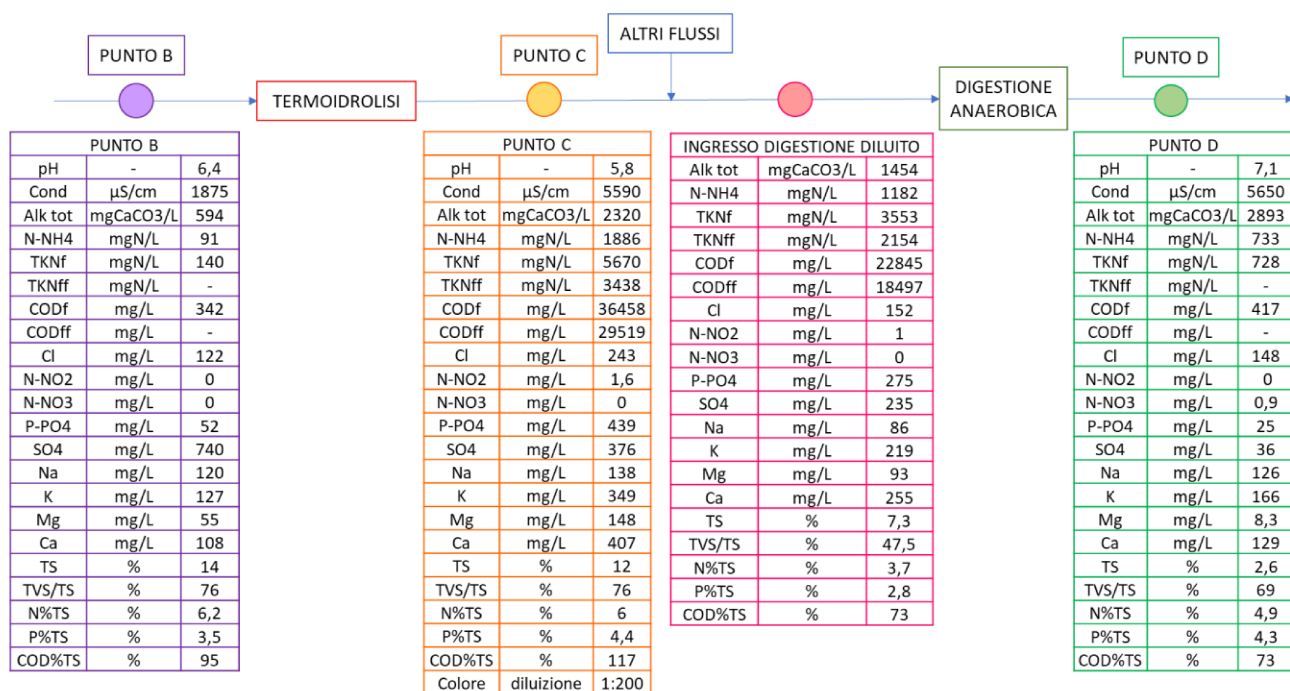 ALTRI FLUSSI
PUNTO B
PUNTO C
PUNTO D
TERMOIDROLISI
DIGESTIONE
ANAEROBICA
PUNTO B
pH - 6,4
Cond µS/cm 1875
Alk tot mgCaCO3/L 594
N-NH4 mgN/L 91
TKNf mgN/L 140
TKNff mgN/L -
CODf mg/L 342
CODff mg/L -
Cl mg/L 122
N-NO2 mg/L 0
N-NO3 mg/L 0
P-PO4 mg/L 52
SO4 mg/L 740
Na mg/L 120
K mg/L 127
Mg mg/L 55
Ca mg/L 108
TS % 14
TVS/TS % 76
N%TS % 6,2
P%TS % 3,5
COD%TS % 95
PUNTO C
pH - 5,8
Cond µS/cm 5590
Alk tot mgCaCO3/L 2320
N-NH4 mgN/L 1886
TKNf mgN/L 5670
TKNff mgN/L 3438
CODf mg/L 36458
CODff mg/L 29519
Cl mg/L 243
N-NO2 mg/L 1,6
N-NO3 mg/L 0
P-PO4 mg/L 439
SO4 mg/L 376
Na mg/L 138
K mg/L 349
Mg mg/L 148
Ca mg/L 407
TS % 12
TVS/TS % 76
N%TS % 6
P%TS % 4,4
COD%TS % 117
Colore diluizione 1:200
INGRESSO DIGESTIONE DILUITO
Alk tot mgCaCO3/L 1454
N-NH4 mgN/L 1182
TKNf mgN/L 3553
TKNff mgN/L 2154
CODf mg/L 22845
CODff mg/L 18497
Cl mg/L 152
N-NO2 mg/L 1
N-NO3 mg/L 0
P-PO4 mg/L 275
SO4 mg/L 235
Na mg/L 86
K mg/L 219
Mg mg/L 93
Ca mg/L 255
TS % 7,3
TVS/TS % 47,5
N%TS % 3,7
P%TS % 2,8
COD%TS % 73
PUNTO D
pH - 7,1
Cond µS/cm 5650
Alk tot mgCaCO3/L 2893
N-NH4 mgN/L 733
TKNf mgN/L 728
TKNff mgN/L -
CODf mg/L 417
CODff mg/L -
Cl mg/L 148
N-NO2 mg/L 0
N-NO3 mg/L 0,9
P-PO4 mg/L 25
SO4 mg/L 36
Na mg/L 126
K mg/L 166
Mg mg/L 8,3
Ca mg/L 129
TS % 2,6
TVS/TS % 69
N%TS % 4,9
P%TS % 4,3
COD%TS % 73